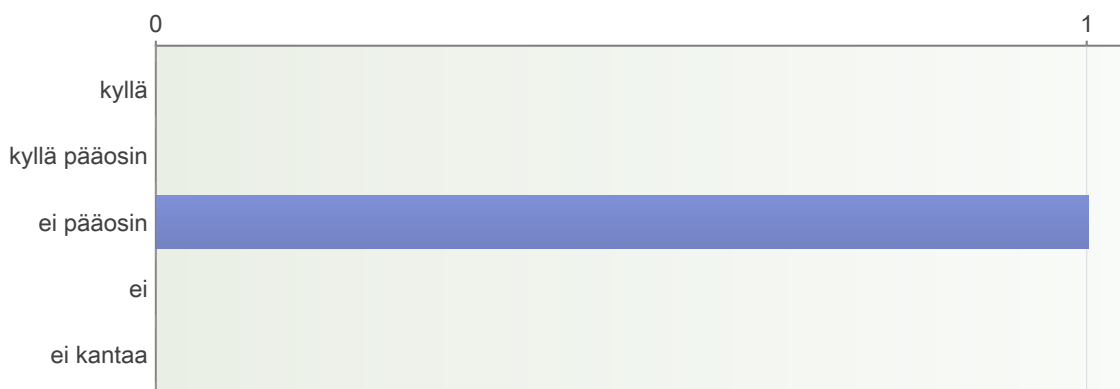 0 1
kyllä
kyllä pääosin
ei pääosin
ei
ei kantaa